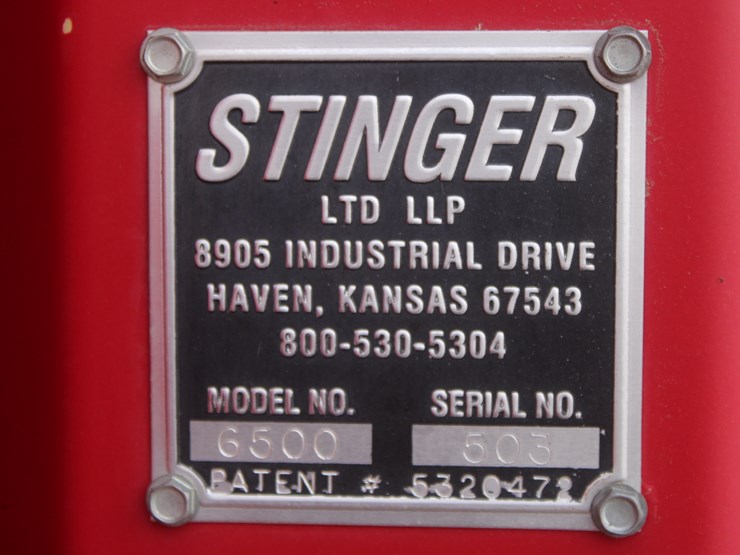 STINGER
LTD LLP
8905 INDUSTRIAL DRIVE
HAVEN, KANSAS 67543
800-530-5304
MODEL NO. SERIAL NO.
6500 503
PATENT # 5320472